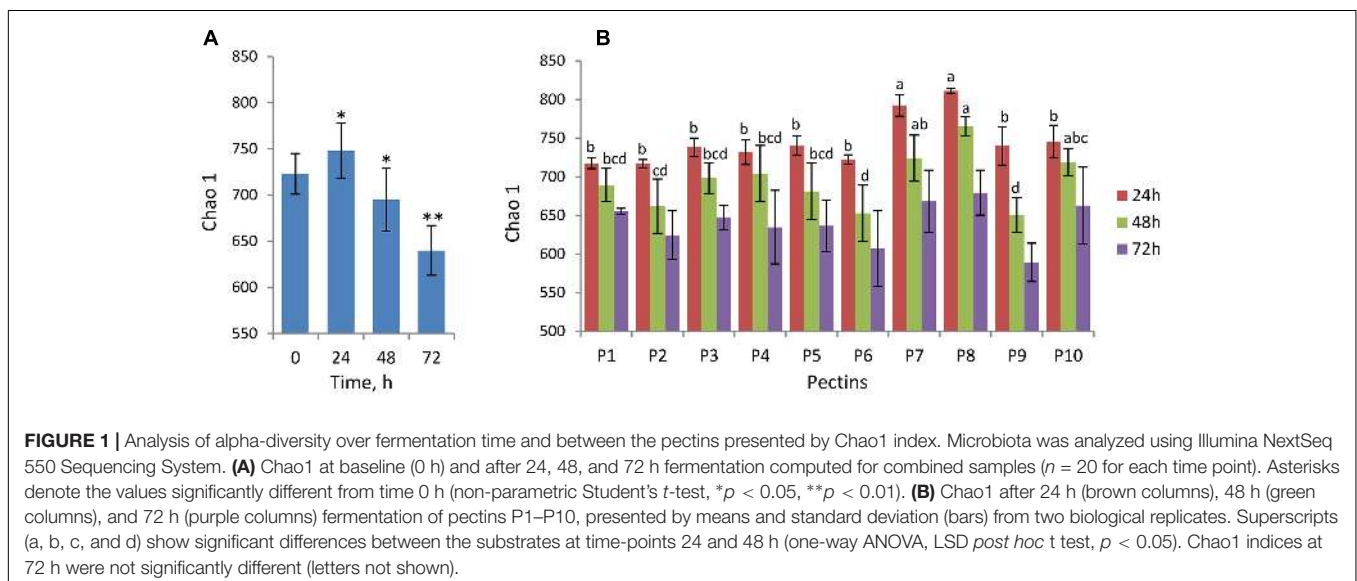 A
B
850
800
750
700
650
600
550
Chao 1
*
*
**
0 24 48 72
Time, h
850
800
750
700
650
600
550
500
Chao 1
b bcd
b cd
b bcd
b bcd
b bcd
b d
a ab
a a
b d
b abc
P1 P2 P3 P4 P5 P6 P7 P8 P9 P10
Pectins
24h
48h
72h
FIGURE 1 | Analysis of alpha-diversity over fermentation time and between the pectins presented by Chao1 index. Microbiota was analyzed using Illumina NextSeq
550 Sequencing System. (A) Chao1 at baseline (0 h) and after 24, 48, and 72 h fermentation computed for combined samples (n = 20 for each time point). Asterisks
denote the values significantly different from time 0 h (non-parametric Student's t-test, *p < 0.05, **p < 0.01). (B) Chao1 after 24 h (brown columns), 48 h (green
columns), and 72 h (purple columns) fermentation of pectins P1–P10, presented by means and standard deviation (bars) from two biological replicates. Superscripts
(a, b, c, and d) show significant differences between the substrates at time-points 24 and 48 h (one-way ANOVA, LSD post hoc t test, p < 0.05). Chao1 indices at
72 h were not significantly different (letters not shown).